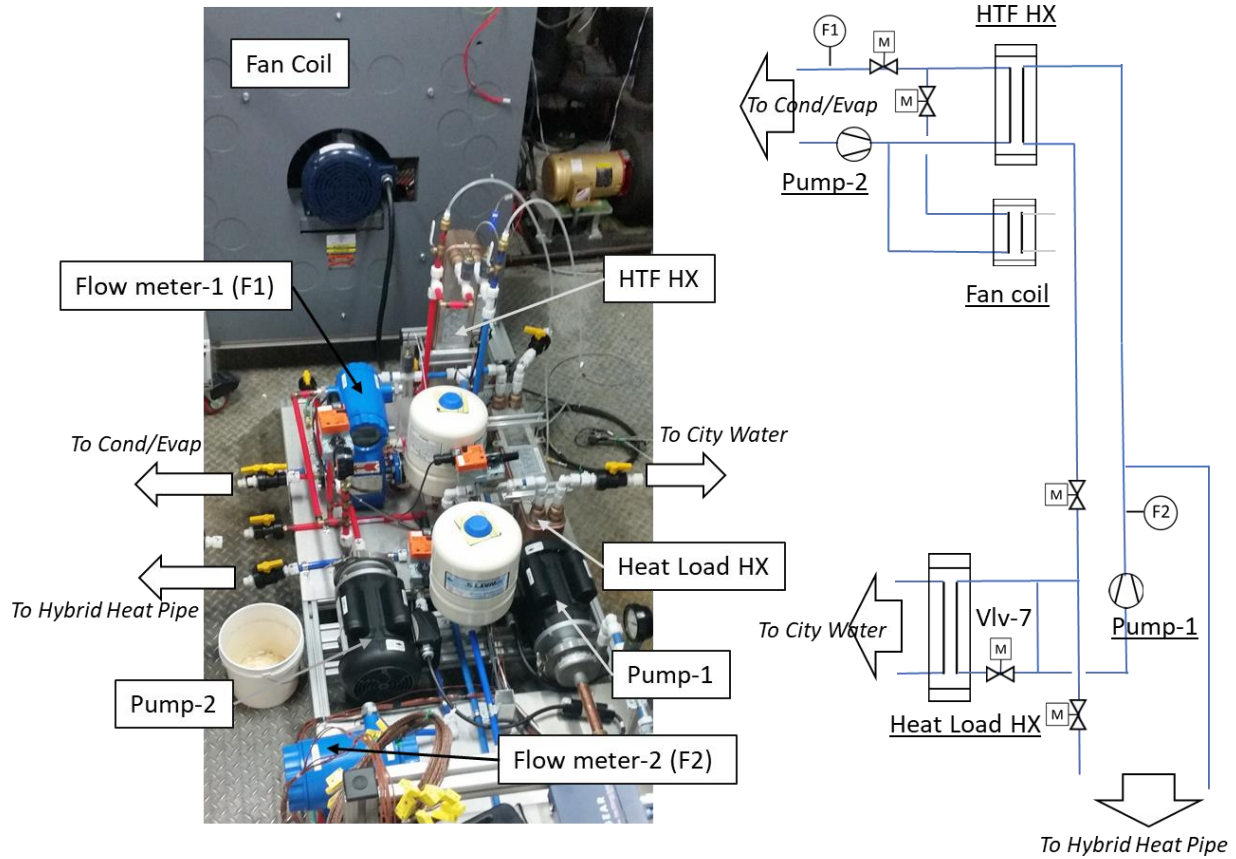 HTF HX
F1
M
Fan Coil
To Cond/Evap
M
Pump-2
Flow meter-1 (F1)
HTF HX
Fan coil
To Cond/Evap
To City Water
M
F2
Heat Load HX
To Hybrid Heat Pipe
To City Water
Vlv-7
M
Pump-1
Pump-2
Pump-1
Heat Load HX
M
Flow meter-2 (F2)
To Hybrid Heat Pipe